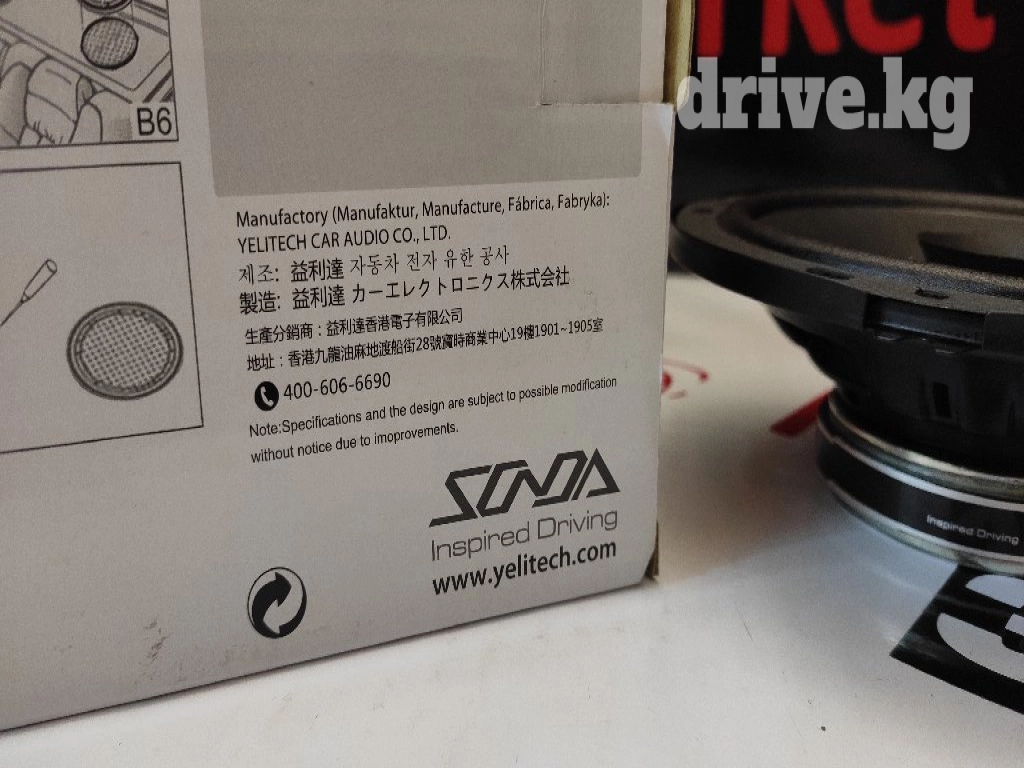 drive.kg
B6
Manufactory (Manufaktur, Manufacture, Fábrica, Fabryka):
YELITECH CAR AUDIO CO., LTD.
제조: 益利達 자동차 전자 유한 공사
製造: 益利達 カーエレクトロニクス株式会社
生產分銷商：益利達香港電子有限公司
地址：香港九龍油麻地渡船街28號寶時商業中心19樓1901~1905室
400-606-6690
Note:Specifications and the design are subject to possible modification
without notice due to imoprovements.
Inspired Driving
www.yelitech.com
Inspired Driving